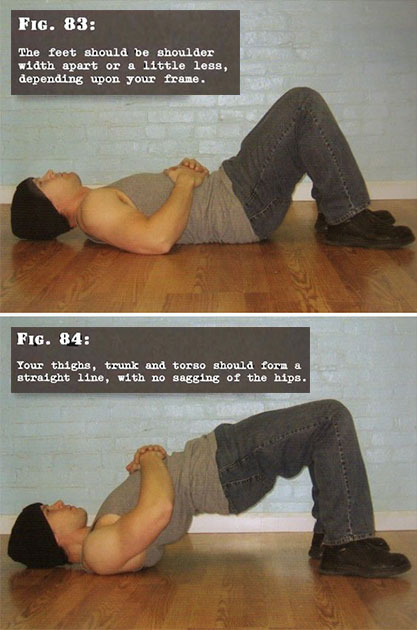 FIG. 83:
The feet should be shoulder
width apart or a little less,
depending upon your frame.
FIG. 84:
Your thighs, trunk and torso should form a
straight line, with no sagging of the hips.